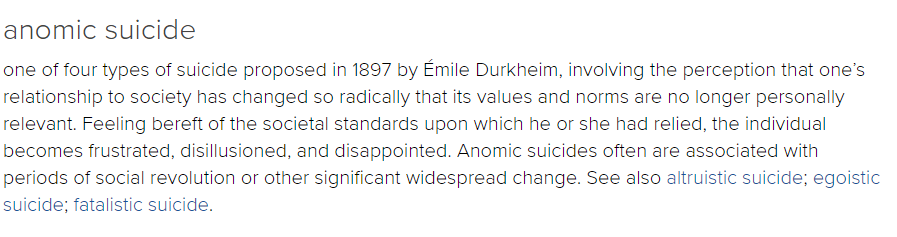 anomic suicide
one of four types of suicide proposed in 1897 by Émile Durkheim, involving the perception that one's
relationship to society has changed so radically that its values and norms are no longer personally
relevant. Feeling bereft of the societal standards upon which he or she had relied, the individual
becomes frustrated, disillusioned, and disappointed. Anomic suicides often are associated with
periods of social revolution or other significant widespread change. See also altruistic suicide; egoistic
suicide; fatalistic suicide.